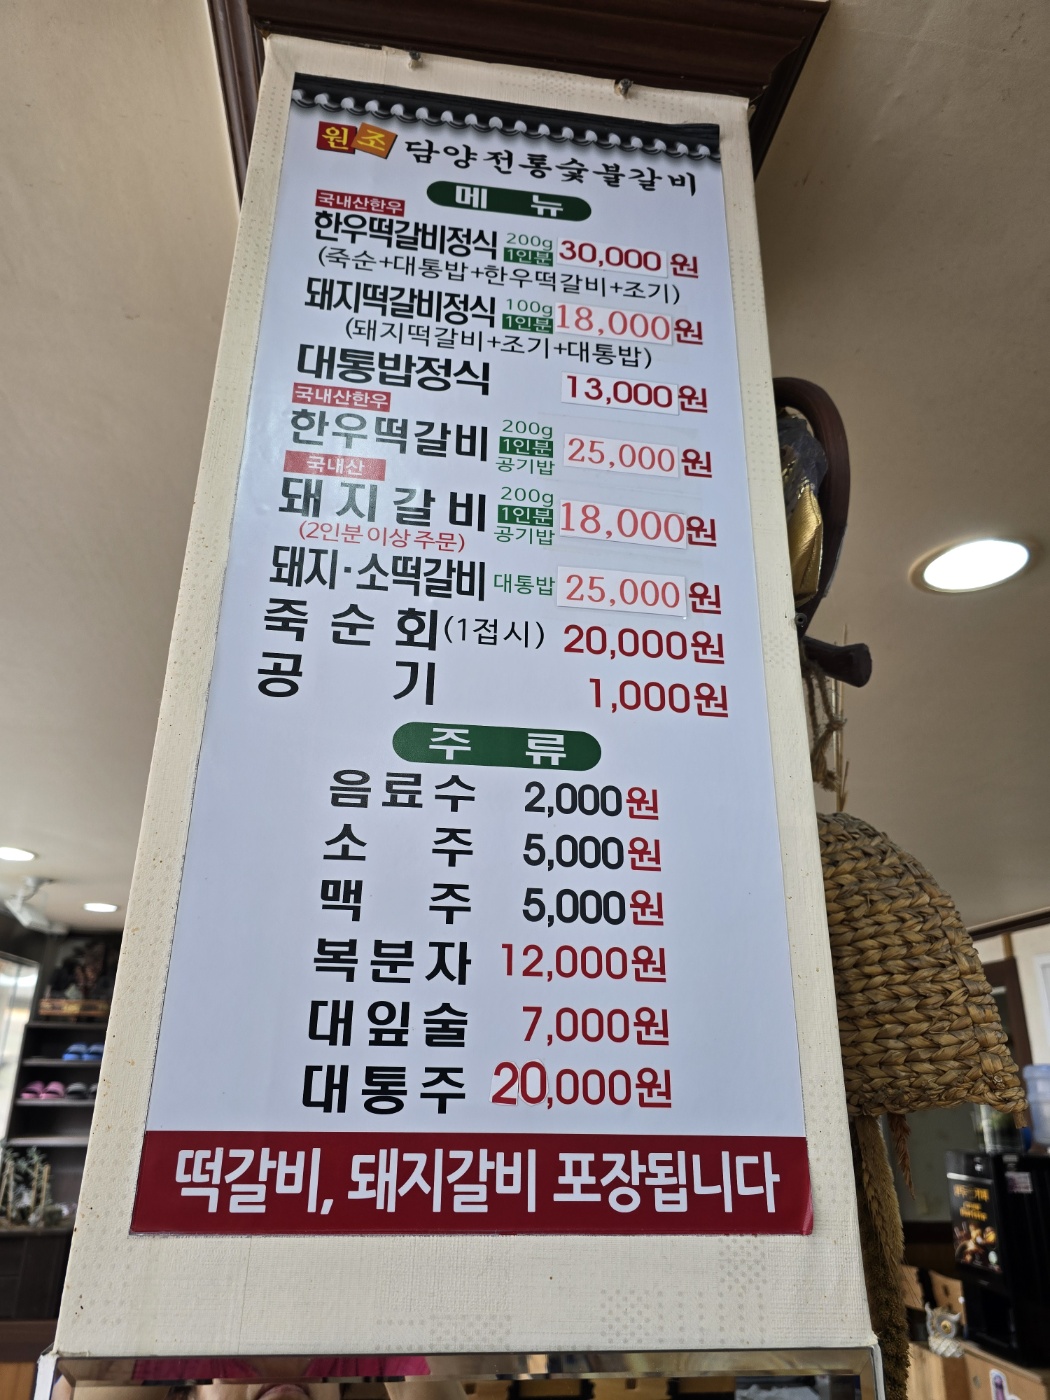 원조 담양전통숯불갈비
메 뉴
국내산한우
한우떡갈비정식 200g 1인분 30,000원
(죽순+대통밥+한우떡갈비+조기)
돼지떡갈비정식 100g 1인분 18,000원
(돼지떡갈비+조기+대통밥)
대통밥정식 13,000원
국내산한우
한우떡갈비 200g 1인분 공기밥 25,000원
국내산
돼지갈비 200g 1인분 공기밥 18,000원
(2인분 이상 주문)
돼지·소떡갈비 대통밥 25,000원
죽 순 회(1접시) 20,000원
공 기 1,000원
주 류
음료수 2,000원
소 주 5,000원
맥 주 5,000원
복분자 12,000원
대잎술 7,000원
대통주 20,000원
떡갈비, 돼지갈비 포장됩니다